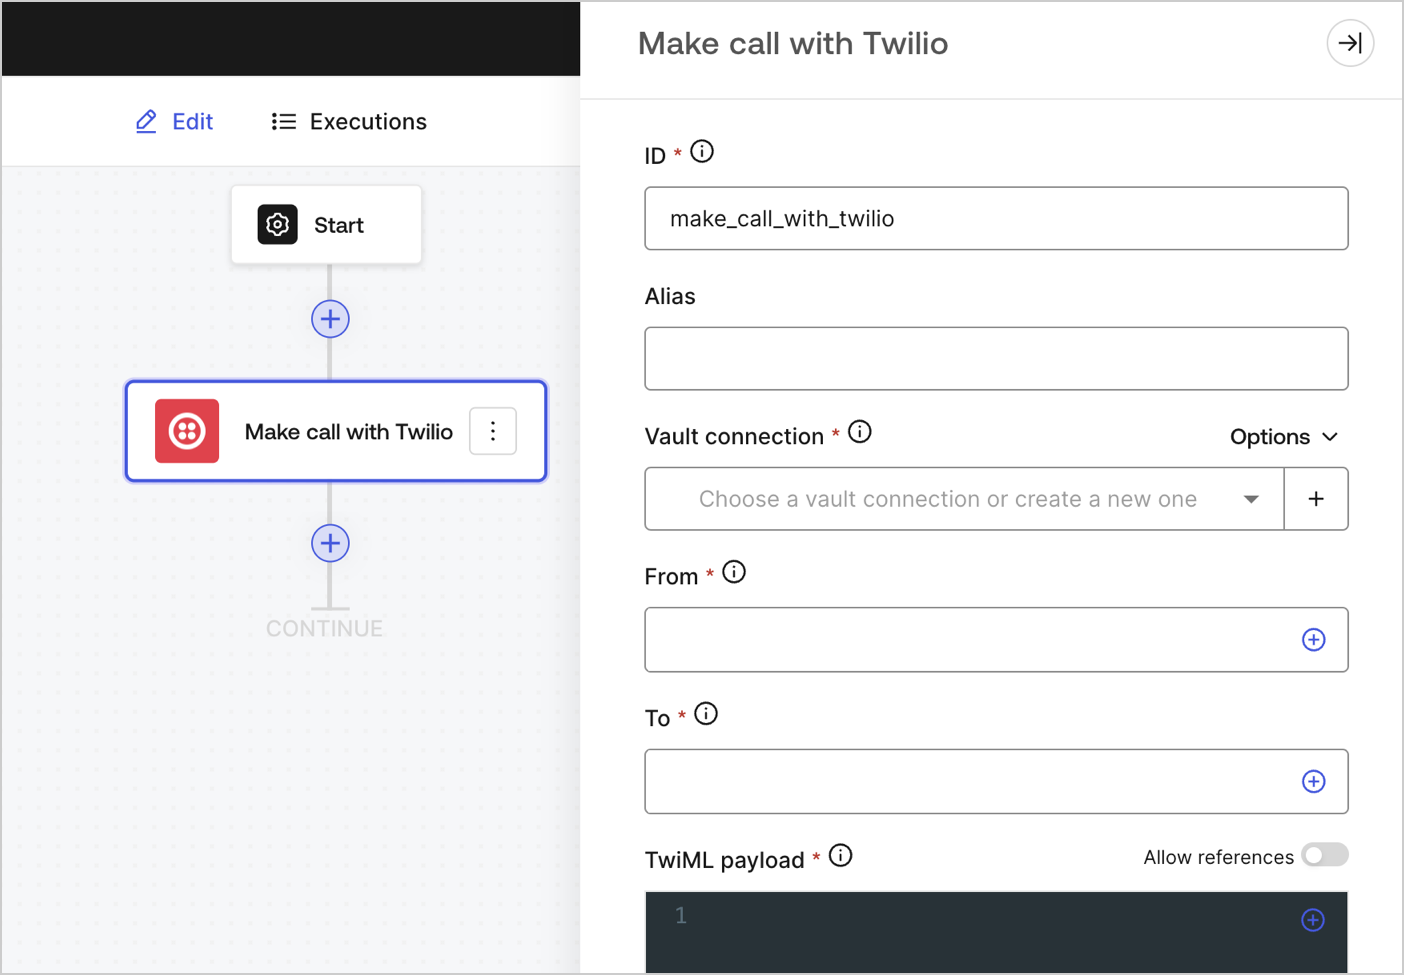 Edit
Executions
Start
Make call with Twilio
CONTINUE
Make call with Twilio
ID *
make_call_with_twilio
Alias
Vault connection *
Options
Choose a vault connection or create a new one
From *
To *
TwiML payload *
Allow references
1